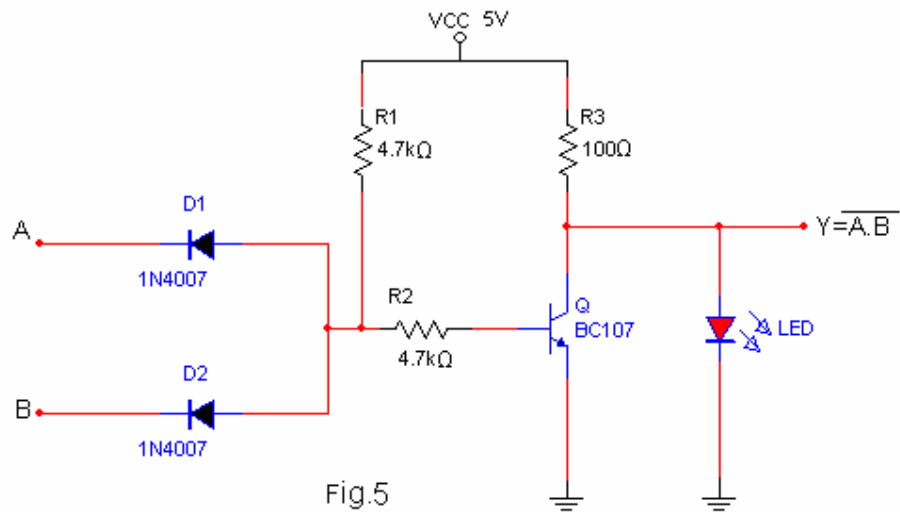 VCC 5V
R1
4.7kΩ
R3
100Ω
D1
A
1N4007
Y=A̅.̅B̅
R2
4.7kΩ
Q
BC107
LED
D2
B
1N4007
Fig.5